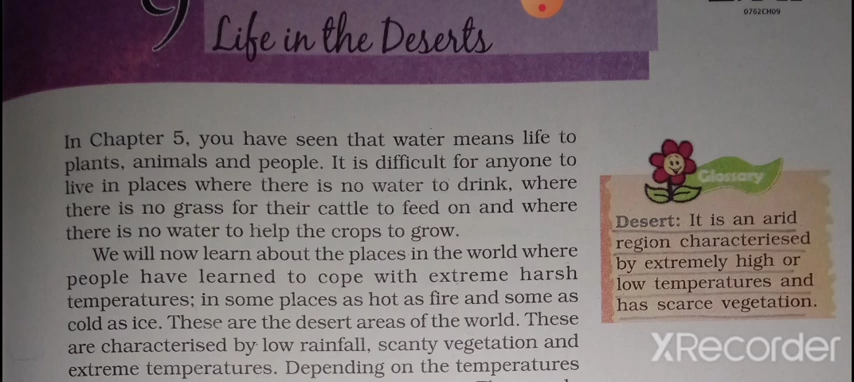 9
Life in the Deserts
0762CH09
In Chapter 5, you have seen that water means life to
plants, animals and people. It is difficult for anyone to
live in places where there is no water to drink, where
there is no grass for their cattle to feed on and where
there is no water to help the crops to grow.
We will now learn about the places in the world where
people have learned to cope with extreme harsh
temperatures; in some places as hot as fire and some as
cold as ice. These are the desert areas of the world. These
are characterised by low rainfall, scanty vegetation and
extreme temperatures. Depending on the temperatures
Glossary
Desert: It is an arid
region characteriesed
by extremely high or
low temperatures and
has scarce vegetation.
XRecorder